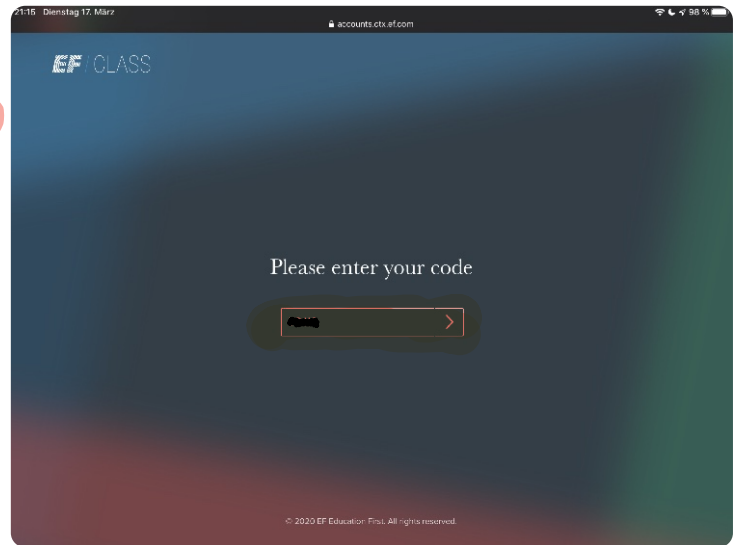 21:15 Dienstag 17. März
98 %
accounts.ctx.ef.com
EF / CLASS
Please enter your code
© 2020 EF Education First. All rights reserved.